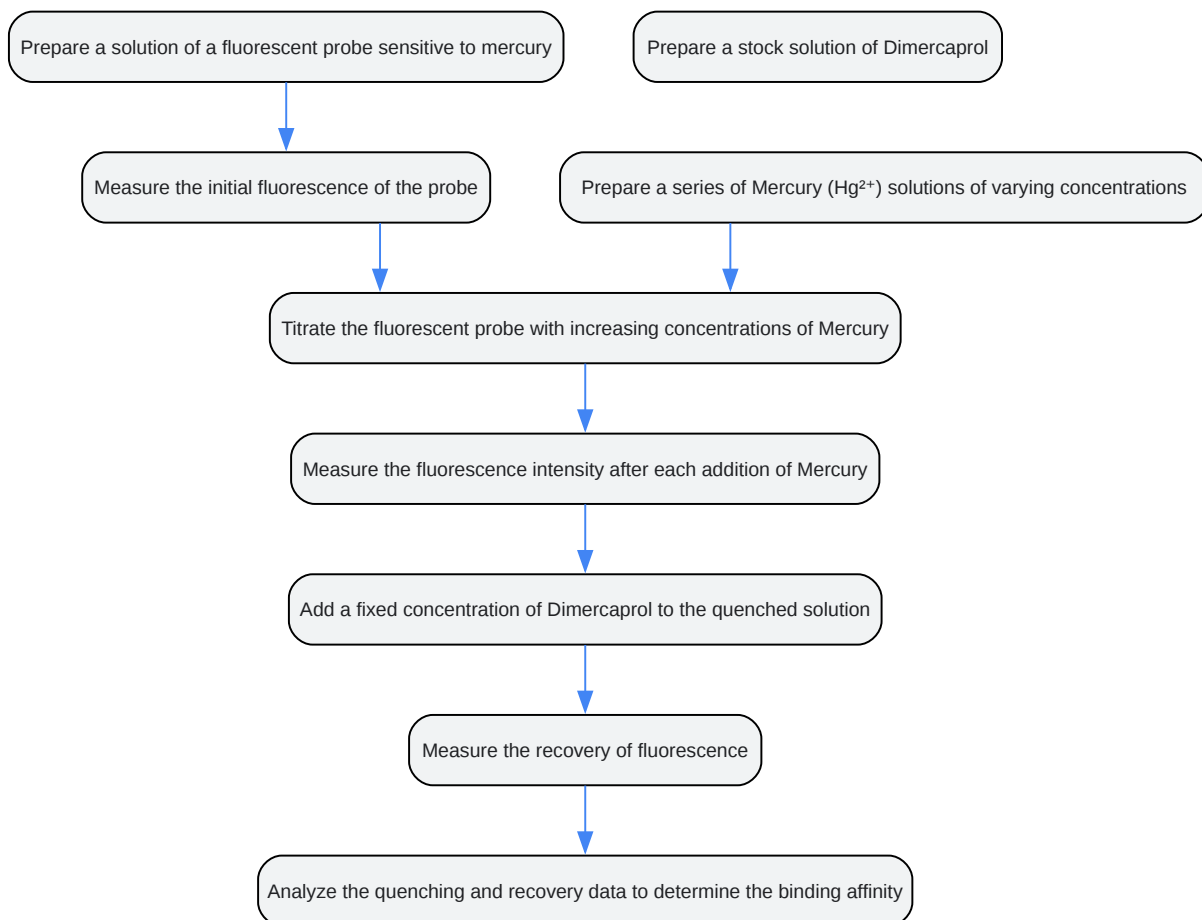 Prepare a solution of a fluorescent probe sensitive to mercury
Prepare a stock solution of Dimercaprol
Measure the initial fluorescence of the probe
Prepare a series of Mercury (Hg²⁺) solutions of varying concentrations
Titrate the fluorescent probe with increasing concentrations of Mercury
Measure the fluorescence intensity after each addition of Mercury
Add a fixed concentration of Dimercaprol to the quenched solution
Measure the recovery of fluorescence
Analyze the quenching and recovery data to determine the binding affinity